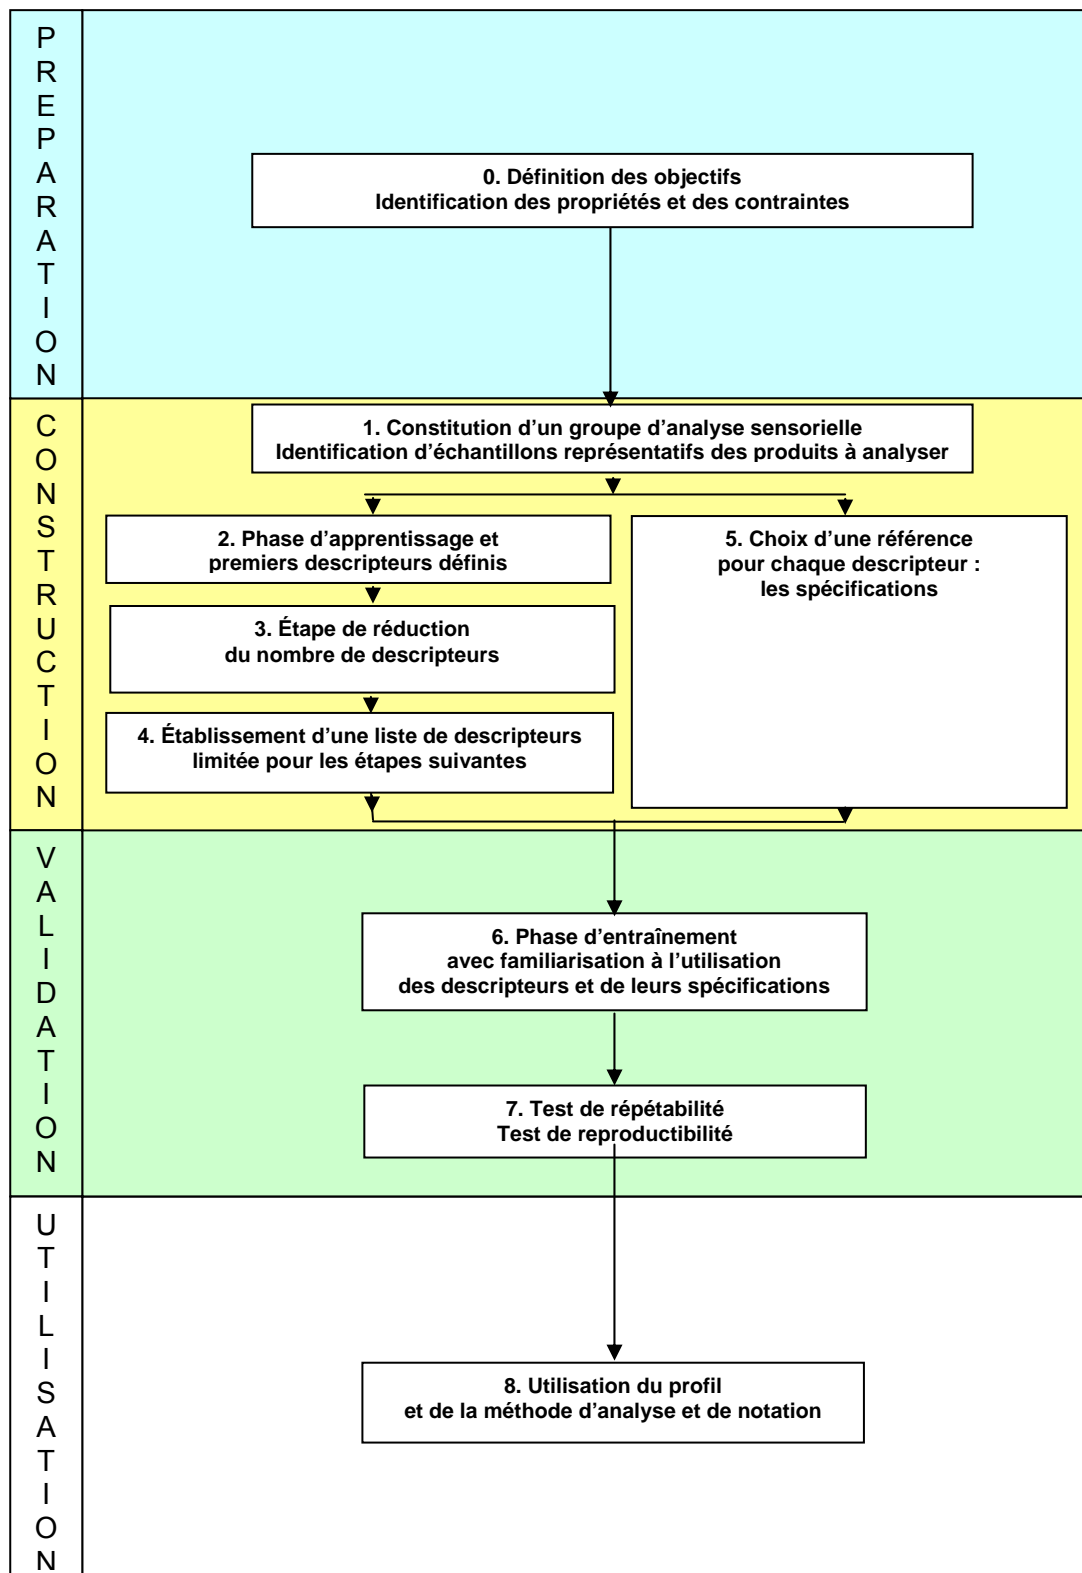 PREPARATION
0. Définition des objectifs
Identification des propriétés et des contraintes
CONSTRUCTION
1. Constitution d’un groupe d’analyse sensorielle
Identification d’échantillons représentatifs des produits à analyser
2. Phase d’apprentissage et
premiers descripteurs définis
3. Étape de réduction
du nombre de descripteurs
4. Établissement d’une liste de descripteurs
limitée pour les étapes suivantes
5. Choix d’une référence
pour chaque descripteur :
les spécifications
VALIDATION
6. Phase d’entraînement
avec familiarisation à l’utilisation
des descripteurs et de leurs spécifications
7. Test de répétabilité
Test de reproductibilité
UTILISATION
8. Utilisation du profil
et de la méthode d’analyse et de notation